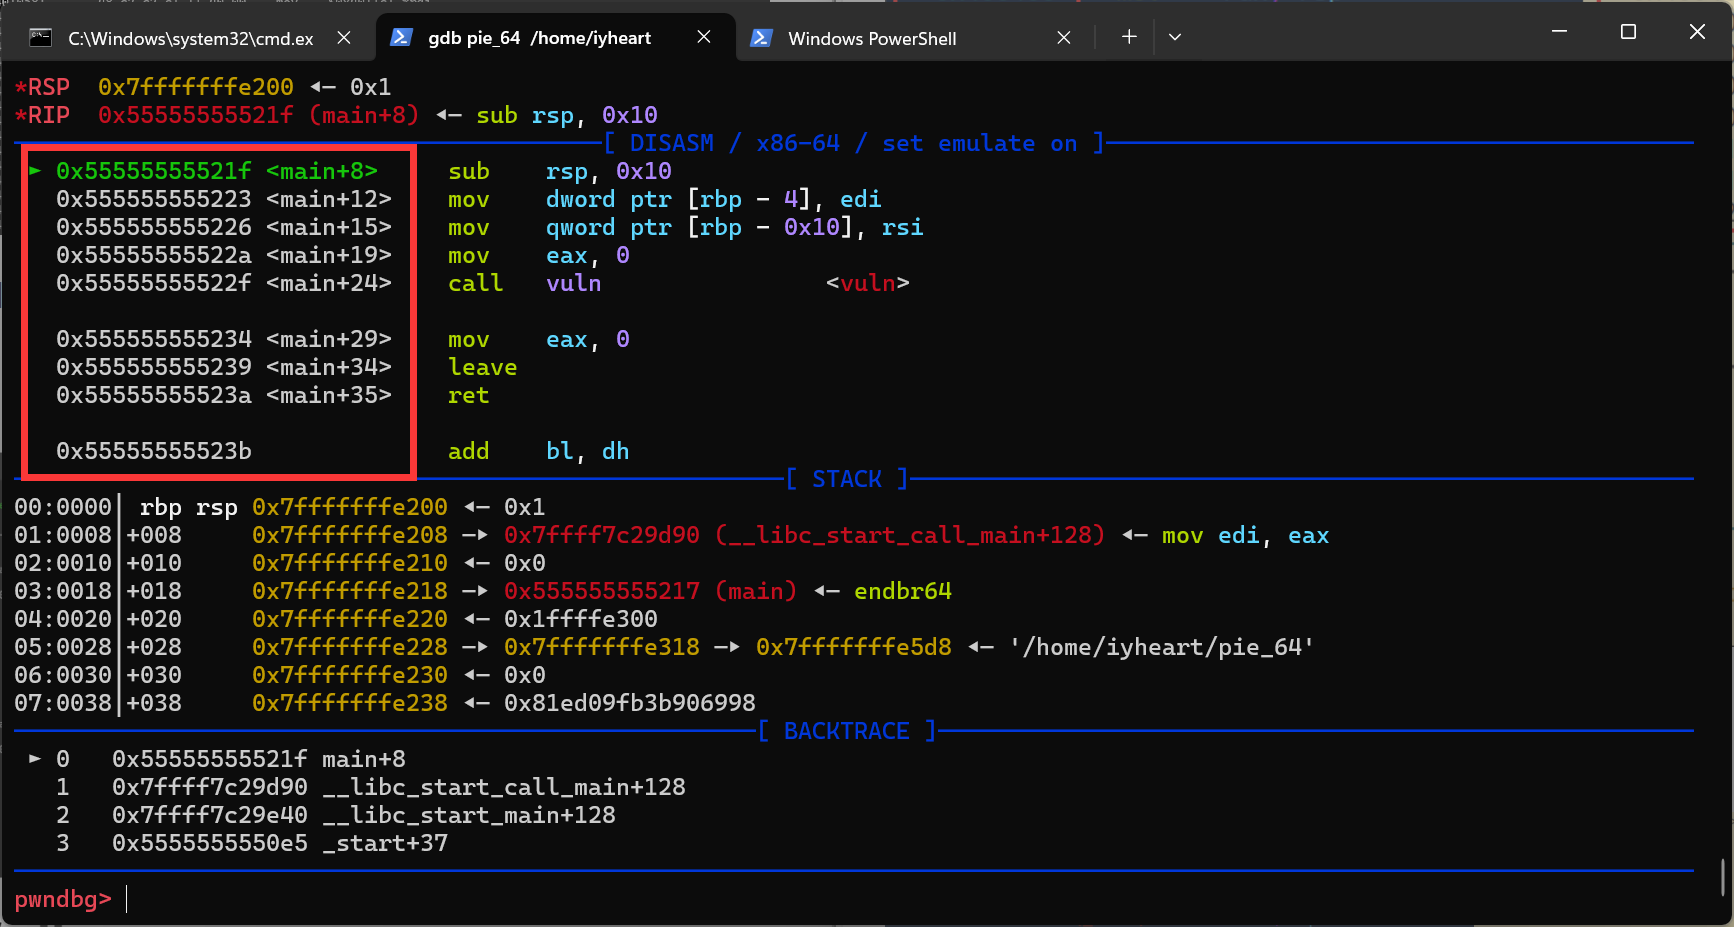 C:\Windows\system32\cmd.ex
gdb pie_64 /home/iyheart
Windows PowerShell
*RSP 0x7fffffffe200 ◂— 0x1
*RIP 0x55555555521f (main+8) ◂— sub rsp, 0x10
[ DISASM / x86-64 / set emulate on ]
► 0x55555555521f <main+8> sub rsp, 0x10
0x555555555223 <main+12> mov dword ptr [rbp - 4], edi
0x555555555226 <main+15> mov qword ptr [rbp - 0x10], rsi
0x55555555522a <main+19> mov eax, 0
0x55555555522f <main+24> call vuln <vuln>
0x555555555234 <main+29> mov eax, 0
0x555555555239 <main+34> leave
0x55555555523a <main+35> ret
0x55555555523b add bl, dh
[ STACK ]
00:0000│ rbp rsp 0x7fffffffe200 ◂— 0x1
01:0008│+008 0x7fffffffe208 —▸ 0x7ffff7c29d90 (__libc_start_call_main+128) ◂— mov edi, eax
02:0010│+010 0x7fffffffe210 ◂— 0x0
03:0018│+018 0x7fffffffe218 —▸ 0x555555555217 (main) ◂— endbr64
04:0020│+020 0x7fffffffe220 ◂— 0x1ffffe300
05:0028│+028 0x7fffffffe228 —▸ 0x7fffffffe318 —▸ 0x7fffffffe5d8 ◂— '/home/iyheart/pie_64'
06:0030│+030 0x7fffffffe230 ◂— 0x0
07:0038│+038 0x7fffffffe238 ◂— 0x81ed09fb3b906998
[ BACKTRACE ]
► 0 0x55555555521f main+8
1 0x7ffff7c29d90 __libc_start_call_main+128
2 0x7ffff7c29e40 __libc_start_main+128
3 0x5555555550e5 _start+37
pwndbg>